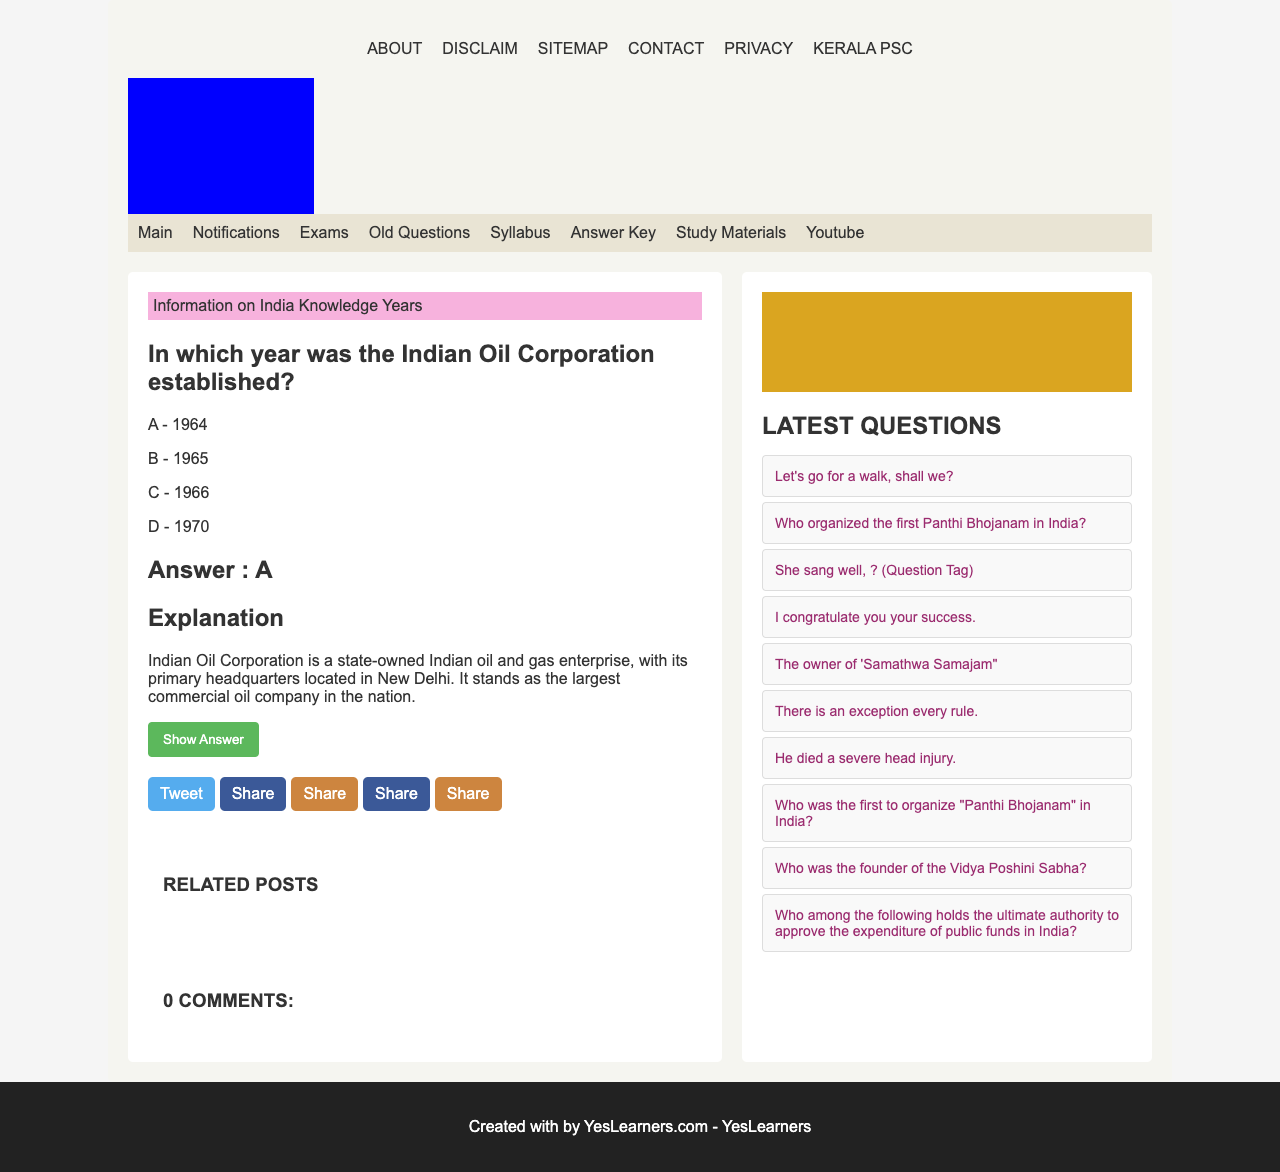 ABOUT DISCLAIM SITEMAP CONTACT PRIVACY KERALA PSC
Main Notifications Exams Old Questions Syllabus Answer Key Study Materials Youtube
Information on India Knowledge Years
In which year was the Indian Oil Corporation
established?
A - 1964
B - 1965
C - 1966
D - 1970
Answer : A
Explanation
Indian Oil Corporation is a state-owned Indian oil and gas enterprise, with its
primary headquarters located in New Delhi. It stands as the largest
commercial oil company in the nation.
Show Answer
Tweet Share Share Share Share
RELATED POSTS
0 COMMENTS:
LATEST QUESTIONS
Let's go for a walk, shall we?
Who organized the first Panthi Bhojanam in India?
She sang well, ? (Question Tag)
I congratulate you your success.
The owner of 'Samathwa Samajam"
There is an exception every rule.
He died a severe head injury.
Who was the first to organize "Panthi Bhojanam" in
India?
Who was the founder of the Vidya Poshini Sabha?
Who among the following holds the ultimate authority to
approve the expenditure of public funds in India?
Created with by YesLearners.com - YesLearners